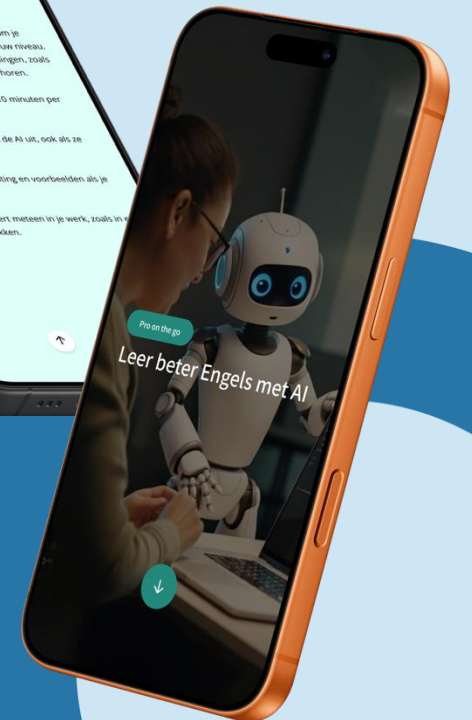 om je
uw niveau.
ingen, zoals
horen.
0 minuten per
de AI uit, ook als ze
ting en voorbeelden als je
ert meteen in je werk, zoals in e
kken.
Pro on the go
Leer beter Engels met AI